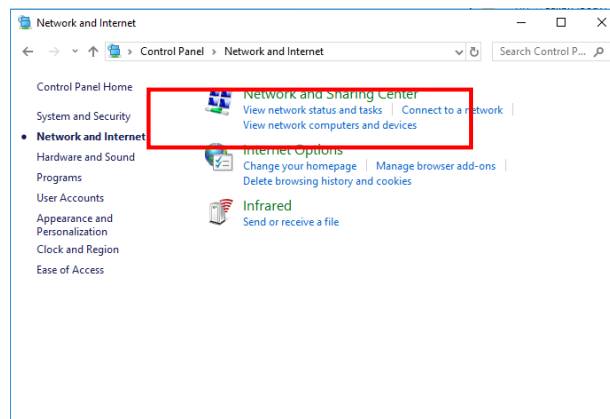 Network and Internet
Control Panel > Network and Internet
Search Control P...
Control Panel Home
System and Security
Network and Internet
Hardware and Sound
Programs
User Accounts
Appearance and
Personalization
Clock and Region
Ease of Access
Network and Sharing Center
View network status and tasks | Connect to a network
View network computers and devices
Internet Options
Change your homepage | Manage browser add-ons
Delete browsing history and cookies
Infrared
Send or receive a file